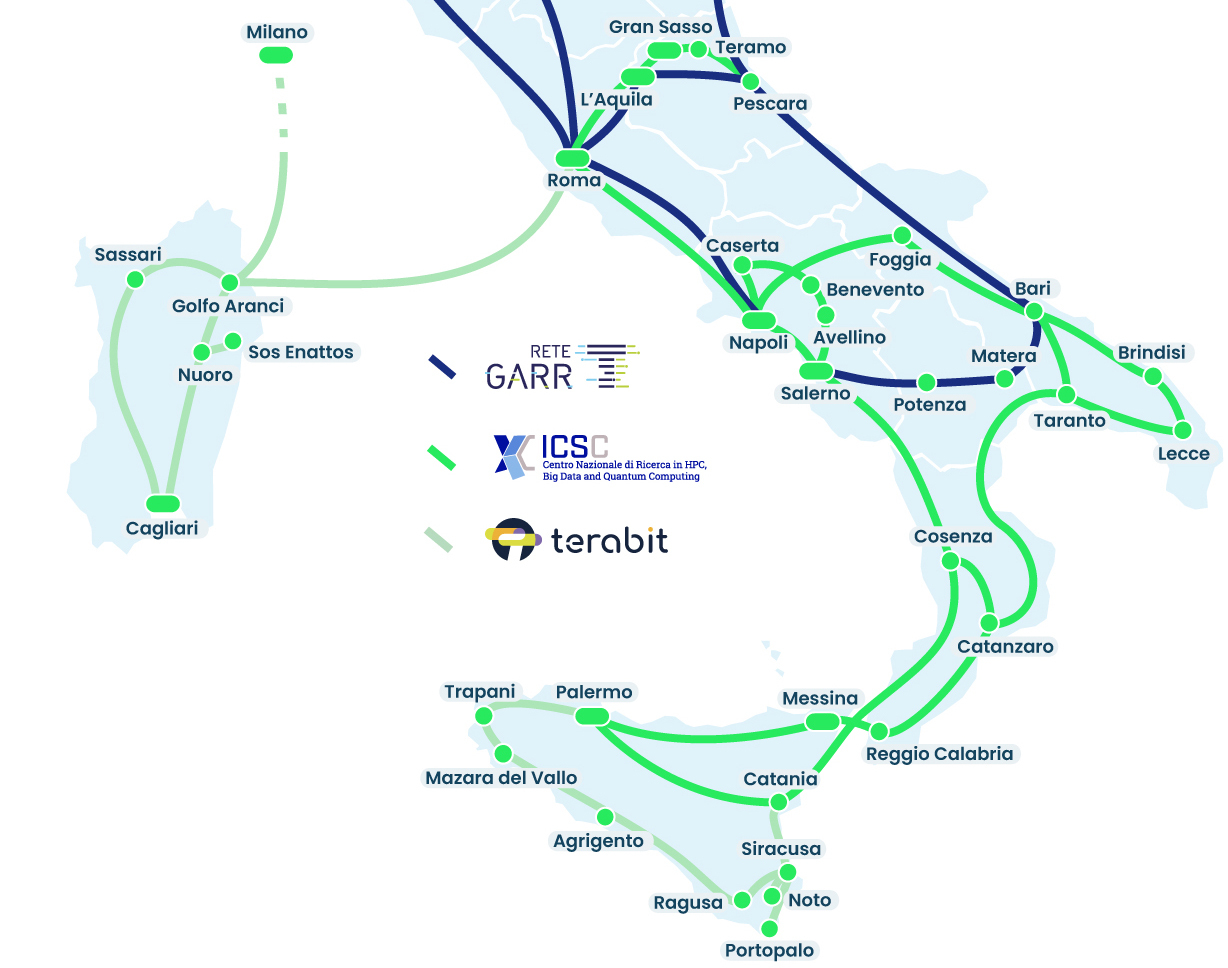 Gran Sasso
Milano
Teramo
L'Aquila
Pescara
Roma
Caserta
Sassari
Foggia
Golfo Aranci
Benevento
Bari
Avellino
Napoli
Sos Enattos
Brindisi
Matera
Nuoro
RETE
GARR
Salerno
Potenza
Taranto
Lecce
ICSC
Centro Nazionale di Ricerca in HPC,
Big Data and Quantum Computing
Cagliari
terabit
Cosenza
Catanzaro
Trapani
Palermo
Messina
Reggio Calabria
Mazara del Vallo
Catania
Agrigento
Siracusa
Ragusa
Noto
Portopalo